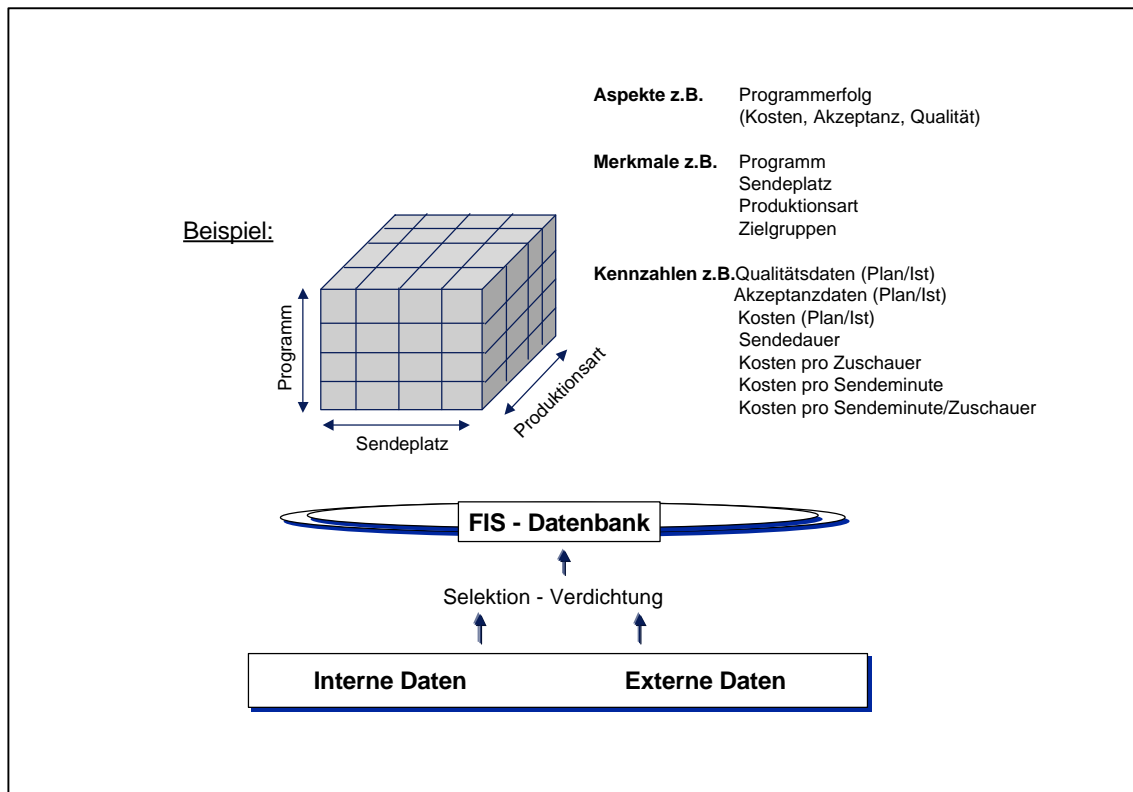 Aspekte z.B. Programmerfolg
(Kosten, Akzeptanz, Qualität)
Merkmale z.B. Programm
Sendeplatz
Produktionsart
Zielgruppen
Beispiel:
Kennzahlen z.B. Qualitätsdaten (Plan/Ist)
Akzeptanzdaten (Plan/Ist)
Kosten (Plan/Ist)
Sendedauer
Kosten pro Zuschauer
Kosten pro Sendeminute
Kosten pro Sendeminute/Zuschauer
Programm
Produktionsart
Sendeplatz
FIS - Datenbank
Selektion - Verdichtung
Interne Daten Externe Daten